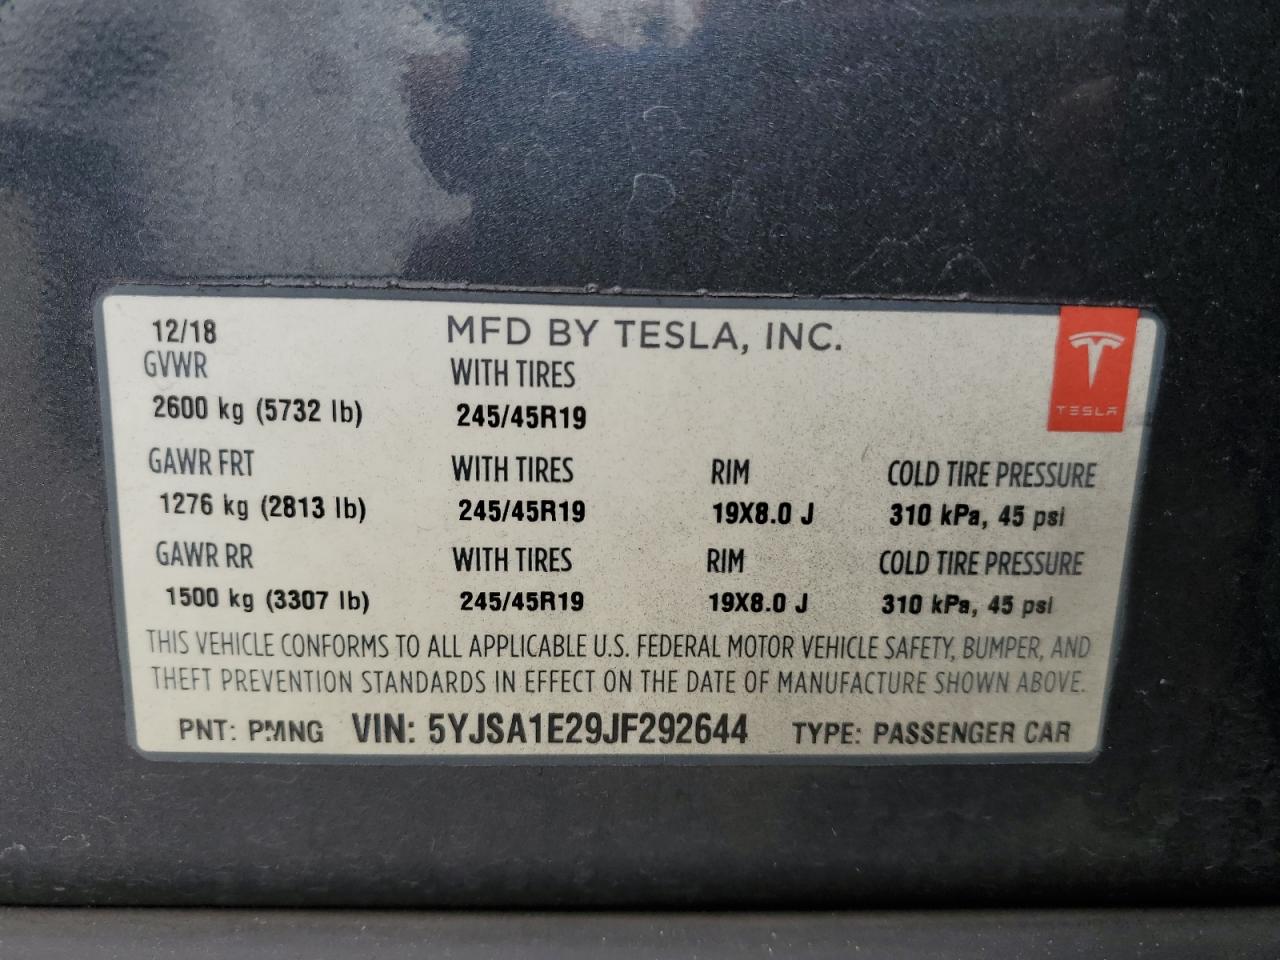 12/18 MFD BY TESLA, INC.
GVWR WITH TIRES
2600 kg (5732 lb) 245/45R19
TESLA
GAWR FRT WITH TIRES RIM COLD TIRE PRESSURE
1276 kg (2813 lb) 245/45R19 19X8.0 J 310 kPa, 45 psi
GAWR RR WITH TIRES RIM COLD TIRE PRESSURE
1500 kg (3307 lb) 245/45R19 19X8.0 J 310 kPa, 45 psi
THIS VEHICLE CONFORMS TO ALL APPLICABLE U.S. FEDERAL MOTOR VEHICLE SAFETY, BUMPER, AND
THEFT PREVENTION STANDARDS IN EFFECT ON THE DATE OF MANUFACTURE SHOWN ABOVE.
PNT: PMNG VIN: 5YJSA1E29JF292644 TYPE: PASSENGER CAR